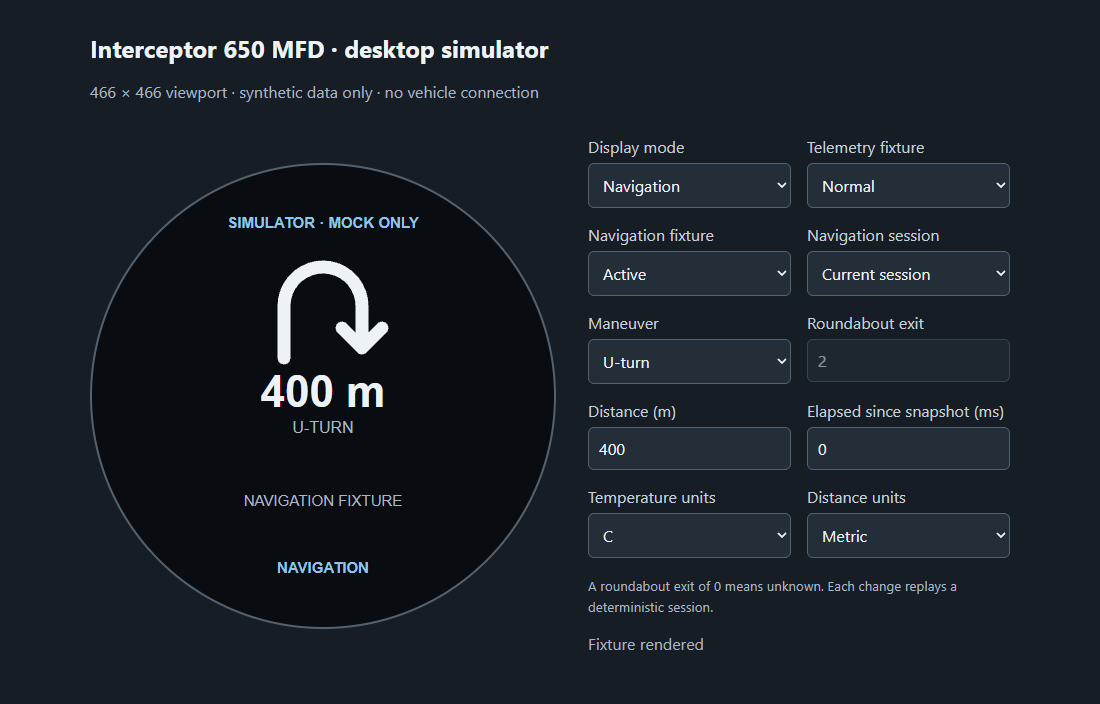 Interceptor 650 MFD · desktop simulator
466 × 466 viewport · synthetic data only · no vehicle connection
SIMULATOR · MOCK ONLY
400 m
U-TURN
NAVIGATION FIXTURE
NAVIGATION
Display mode
Telemetry fixture
Navigation
Normal
Navigation fixture
Navigation session
Active
Current session
Maneuver
Roundabout exit
U-turn
2
Distance (m)
Elapsed since snapshot (ms)
400
0
Temperature units
Distance units
C
Metric
A roundabout exit of 0 means unknown. Each change replays a
deterministic session.
Fixture rendered